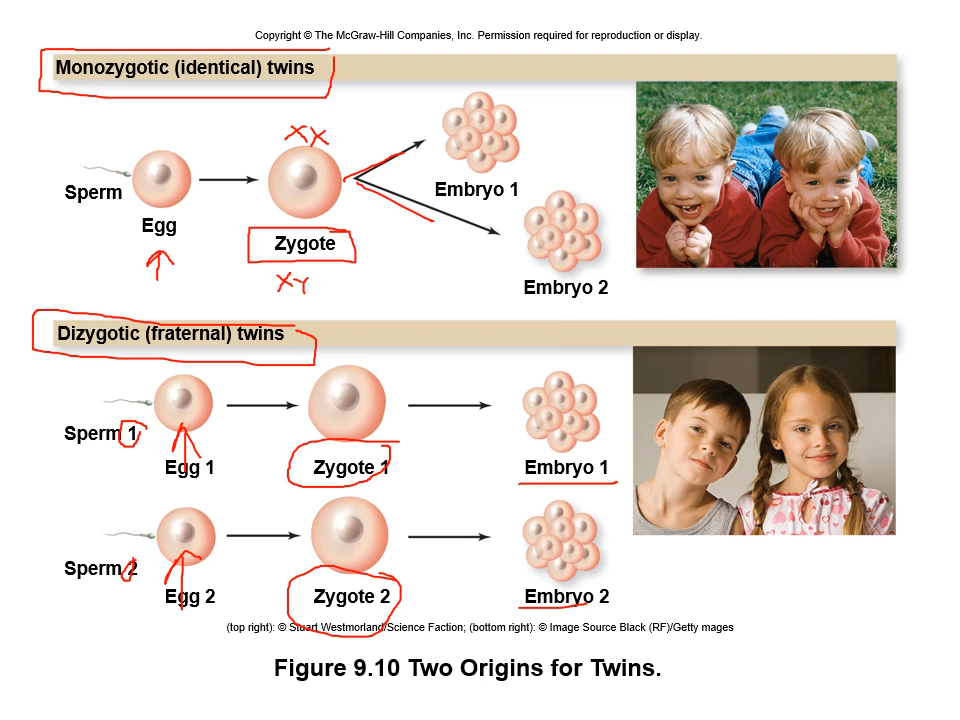 Copyright © The McGraw-Hill Companies, Inc. Permission required for reproduction or display.
Monozygotic (identical) twins
XX
Sperm
Egg
Zygote
XY
Embryo 1
Embryo 2
Dizygotic (fraternal) twins
Sperm 1
Egg 1
Zygote 1
Embryo 1
Sperm 2
Egg 2
Zygote 2
Embryo 2
(top right): © Stuart Westmorland/Science Faction; (bottom right): © Image Source Black (RF)/Getty mages
Figure 9.10 Two Origins for Twins.